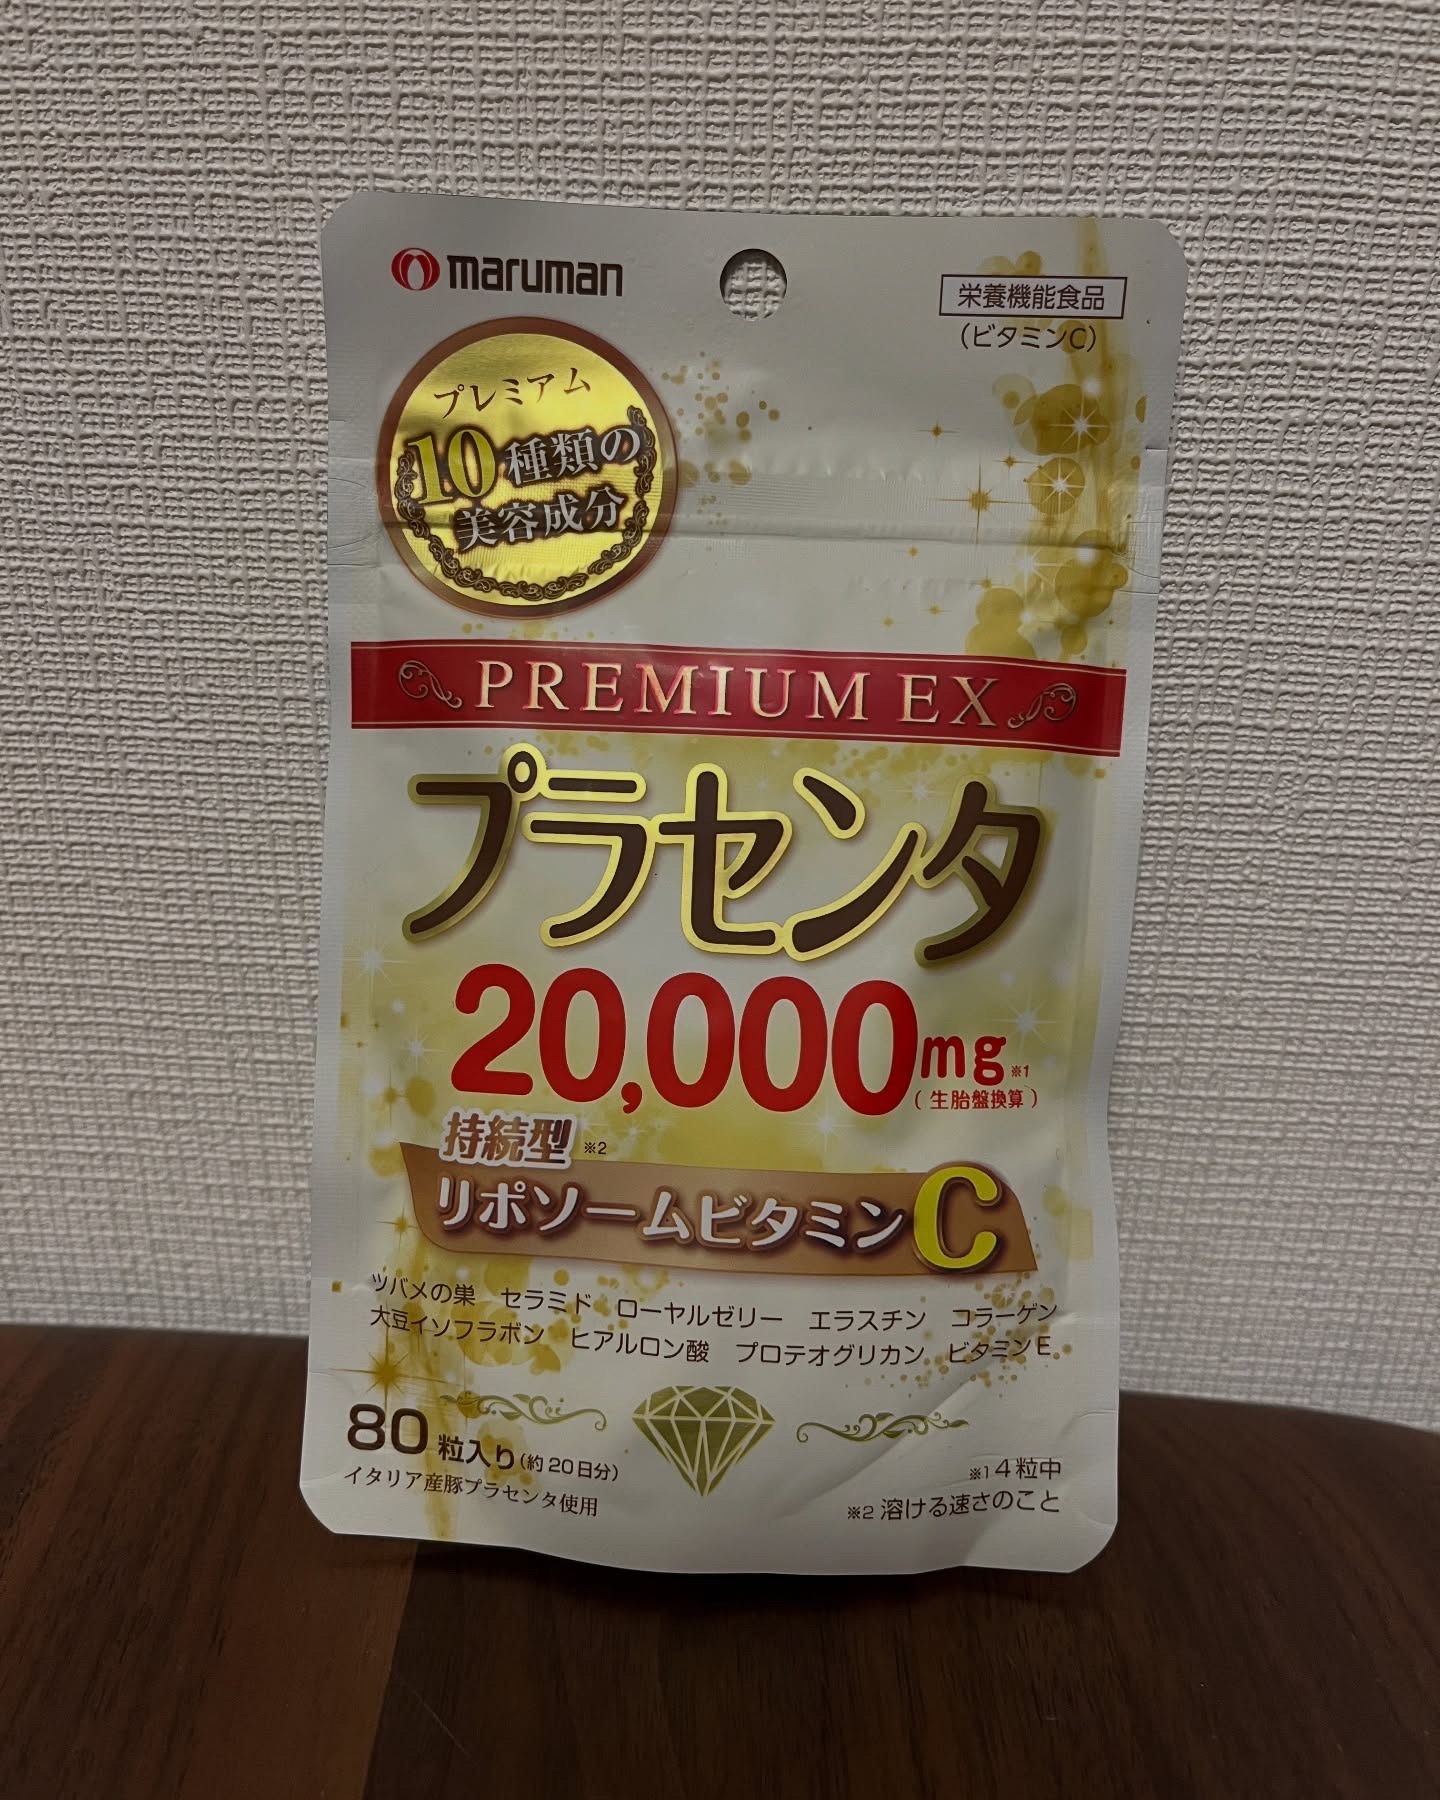 maruman
栄養機能食品
(ビタミンC)
プレミアム
10種類の
美容成分
PREMIUM EX
プラセンタ
20,000mg※1
(生胎盤換算)
持続型※2
リポソームビタミンC
ツバメの巣 セラミド ローヤルゼリー エラスチン コラーゲン
大豆イソフラボン ヒアルロン酸 プロテオグリカン ビタミンE
80粒入り(約20日分)
イタリア産豚プラセンタ使用
※1 4粒中
※2 溶ける速さのこと